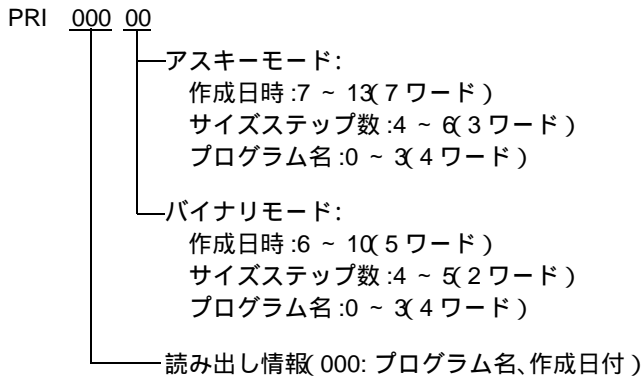 PRI 000 00
アスキーモード:
作成日時:7 ~ 13(7ワード)
サイズステップ数:4 ~ 6(3ワード)
プログラム名:0 ~ 3(4ワード)
バイナリモード:
作成日時:6 ~ 10(5ワード)
サイズステップ数:4 ~ 5(2ワード)
プログラム名:0 ~ 3(4ワード)
読み出し情報(000:プログラム名、作成日付)